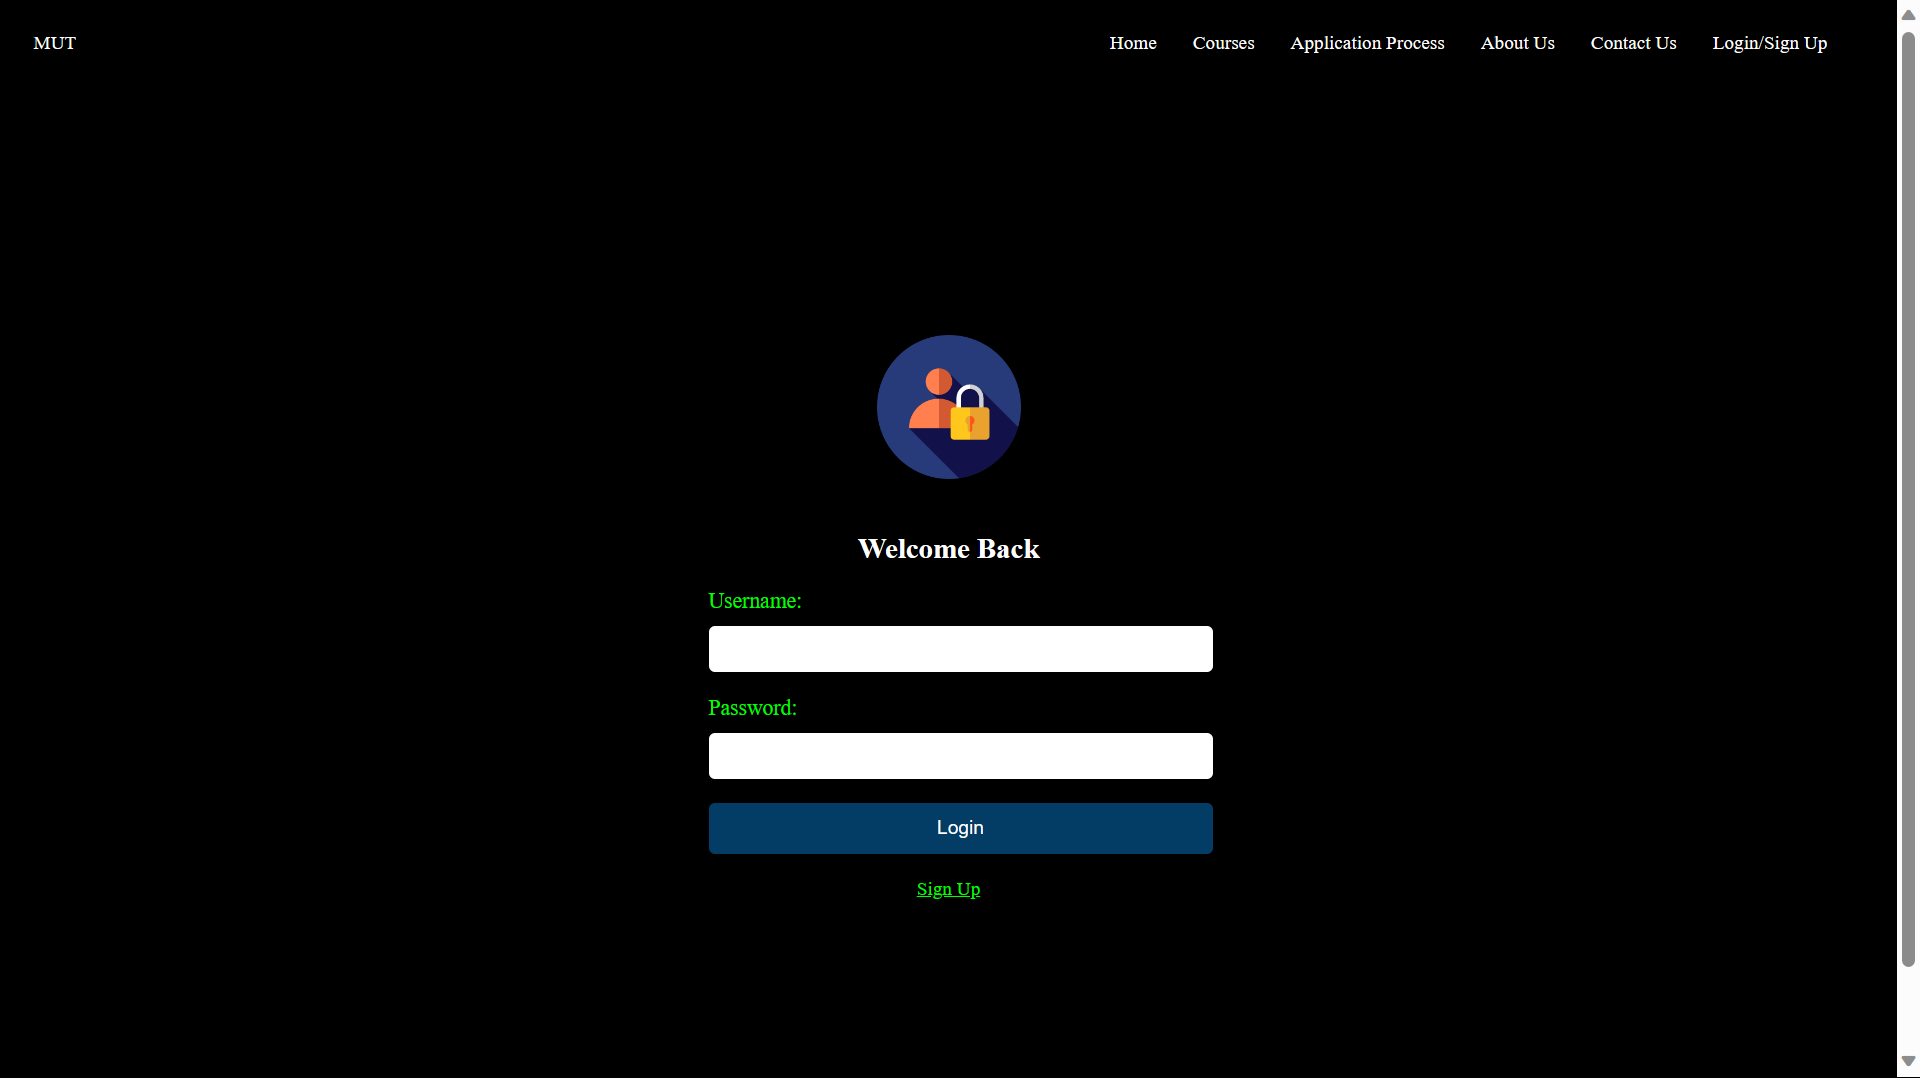 MUT
Home Courses Application Process About Us Contact Us Login/Sign Up
Welcome Back
Username:
Password:
Login
Sign Up